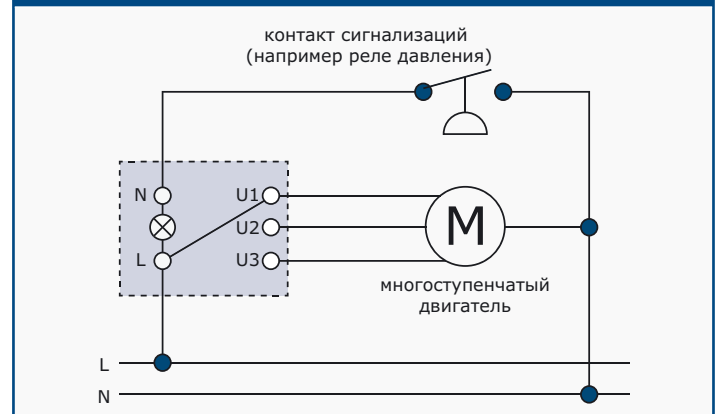 контакт сигнализаций
(например реле давления)
N
U1
U2
L
U3
M
многоступенчатый
двигатель
L
N